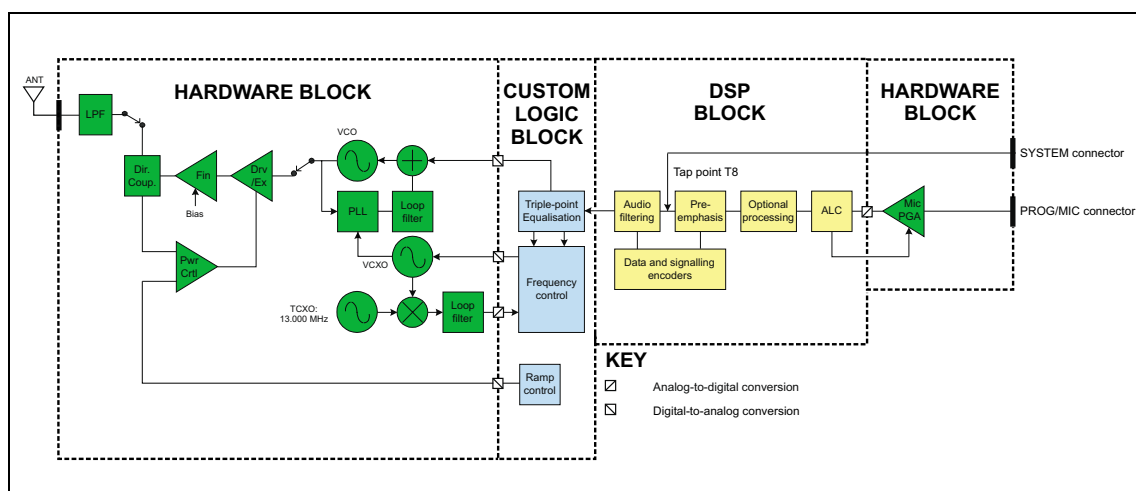 HARDWARE BLOCK
CUSTOM
LOGIC
BLOCK
DSP
BLOCK
HARDWARE
BLOCK
ANT
LPF
VCO
SYSTEM connector
Tap point T8
Dir.
Coup.
Fin
Drv
/Ex
Bias
PLL
Loop
filter
Triple-point
Equalisation
Audio
filtering
Pre-
emphasis
Optional
processing
ALC
Mic
PGA
PROG/MIC connector
Pwr
Crtl
VCXO
Data and signalling
encoders
Frequency
control
TCXO:
13.000 MHz
Loop
filter
Ramp
control
KEY
Analog-to-digital conversion
Digital-to-analog conversion